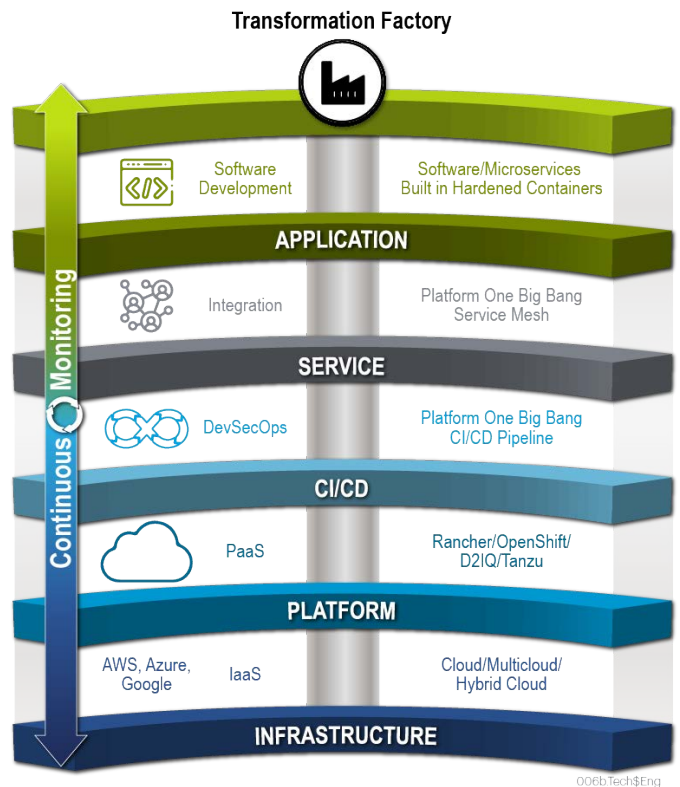 Transformation Factory
Software
Development
Software/Microservices
Built in Hardened Containers
APPLICATION
Integration
Platform One Big Bang
Service Mesh
SERVICE
DevSecOps
Platform One Big Bang
CI/CD Pipeline
CI/CD
PaaS
Rancher/OpenShift/
D2IQ/Tanzu
PLATFORM
AWS, Azure,
Google
IaaS
Cloud/Multicloud/
Hybrid Cloud
INFRASTRUCTURE
Continuous Monitoring
006b.Tech$Eng